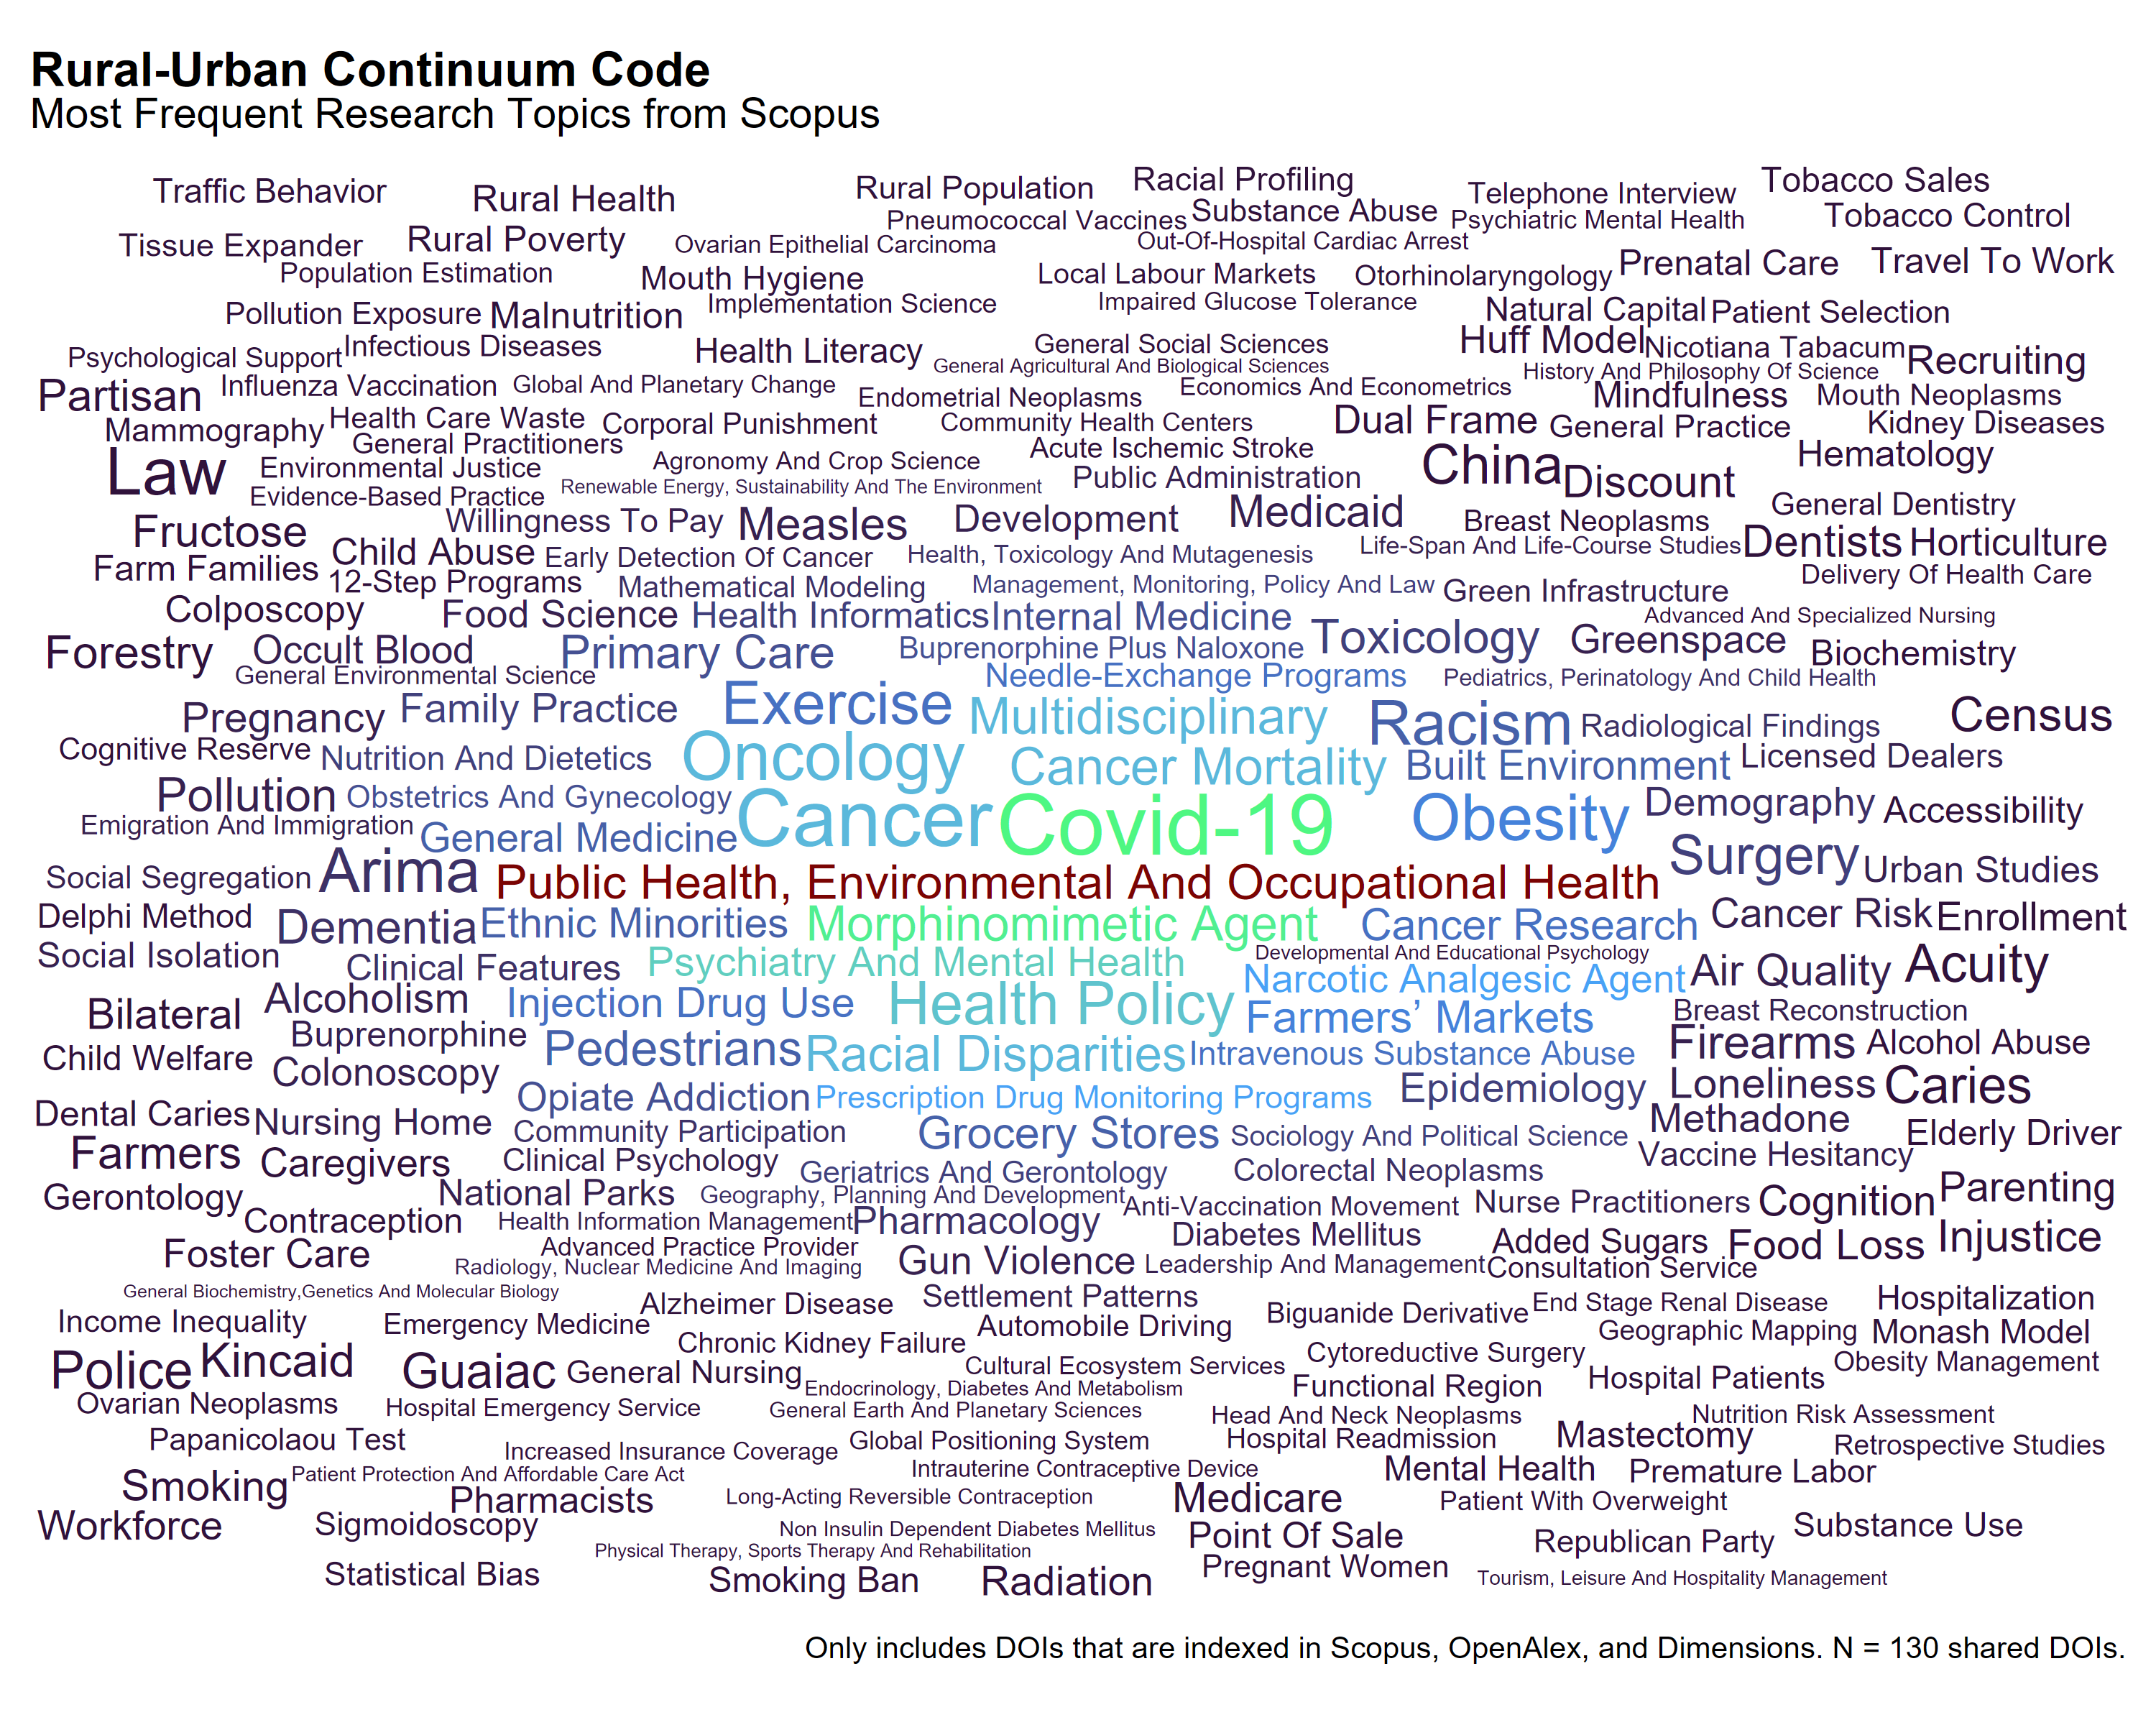 Rural-Urban Continuum Code
Most Frequent Research Topics from Scopus
Traffic Behavior Rural Health Rural Population Racial Profiling Telephone Interview Tobacco Sales
Pneumococcal Vaccines Substance Abuse Psychiatric Mental Health Tobacco Control
Tissue Expander Rural Poverty Ovarian Epithelial Carcinoma Out-Of-Hospital Cardiac Arrest
Population Estimation Mouth Hygiene Local Labour Markets Otorhinolaryngology Prenatal Care Travel To Work
Pollution Exposure Malnutrition Implementation Science Impaired Glucose Tolerance Natural Capital Patient Selection
Psychological Support Infectious Diseases Health Literacy General Social Sciences Huff Model Nicotiana Tabacum Recruiting
General Agricultural And Biological Sciences History And Philosophy Of Science
Partisan Influenza Vaccination Global And Planetary Change Endometrial Neoplasms Economics And Econometrics Mindfulness Mouth Neoplasms
Mammography Health Care Waste Corporal Punishment Community Health Centers Dual Frame General Practice Kidney Diseases
General Practitioners Acute Ischemic Stroke
Law Environmental Justice Agronomy And Crop Science Public Administration China Discount Hematology
Evidence-Based Practice Renewable Energy, Sustainability And The Environment General Dentistry
Fructose Willingness To Pay Measles Development Medicaid Breast Neoplasms
Farm Families Child Abuse Early Detection Of Cancer Health, Toxicology And Mutagenesis Life-Span And Life-Course Studies Dentists Horticulture
12-Step Programs Mathematical Modeling Management, Monitoring, Policy And Law Green Infrastructure Delivery Of Health Care
Colposcopy Food Science Health Informatics Internal Medicine Advanced And Specialized Nursing
Forestry Occult Blood Primary Care Buprenorphine Plus Naloxone Toxicology Greenspace Biochemistry
General Environmental Science Needle-Exchange Programs Pediatrics, Perinatology And Child Health
Pregnancy Family Practice Exercise Multidisciplinary Racism Radiological Findings Census
Cognitive Reserve Nutrition And Dietetics Oncology Cancer Mortality Built Environment Licensed Dealers
Pollution Obstetrics And Gynecology Cancer Covid-19 Obesity Demography Accessibility
Emigration And Immigration General Medicine
Social Segregation Arima Public Health, Environmental And Occupational Health Surgery Urban Studies
Delphi Method Dementia Ethnic Minorities Morphinomimetic Agent Cancer Research Cancer Risk Enrollment
Social Isolation Clinical Features Psychiatry And Mental Health Developmental And Educational Psychology
Narcotic Analgesic Agent Air Quality Acuity
Bilateral Alcoholism Injection Drug Use Health Policy Farmers’ Markets Breast Reconstruction
Child Welfare Buprenorphine Pedestrians Racial Disparities Intravenous Substance Abuse Firearms Alcohol Abuse
Colonoscopy Opiate Addiction Prescription Drug Monitoring Programs Epidemiology Loneliness Caries
Dental Caries Nursing Home Community Participation Grocery Stores Sociology And Political Science Methadone Elderly Driver
Farmers Caregivers Clinical Psychology Geriatrics And Gerontology Colorectal Neoplasms Vaccine Hesitancy
Gerontology National Parks Geography, Planning And Development Anti-Vaccination Movement Nurse Practitioners Cognition Parenting
Contraception Health Information Management Pharmacology Diabetes Mellitus Added Sugars Food Loss Injustice
Foster Care Advanced Practice Provider Gun Violence Leadership And Management Consultation Service
Radiology, Nuclear Medicine And Imaging
General Biochemistry,Genetics And Molecular Biology Alzheimer Disease Settlement Patterns Biguanide Derivative End Stage Renal Disease Hospitalization
Income Inequality Emergency Medicine Chronic Kidney Failure Automobile Driving Geographic Mapping Monash Model
Police Kincaid Guaiac General Nursing Cultural Ecosystem Services Cytoreductive Surgery Hospital Patients Obesity Management
Endocrinology, Diabetes And Metabolism Functional Region
Ovarian Neoplasms Hospital Emergency Service General Earth And Planetary Sciences Head And Neck Neoplasms Nutrition Risk Assessment
Papanicolaou Test Increased Insurance Coverage Global Positioning System Hospital Readmission Mastectomy Retrospective Studies
Smoking Patient Protection And Affordable Care Act Intrauterine Contraceptive Device Mental Health Premature Labor
Pharmacists Long-Acting Reversible Contraception Medicare Patient With Overweight
Workforce Sigmoidoscopy Non Insulin Dependent Diabetes Mellitus Point Of Sale Republican Party Substance Use
Physical Therapy, Sports Therapy And Rehabilitation
Statistical Bias Smoking Ban Radiation Pregnant Women Tourism, Leisure And Hospitality Management
Only includes DOIs that are indexed in Scopus, OpenAlex, and Dimensions. N = 130 shared DOIs.